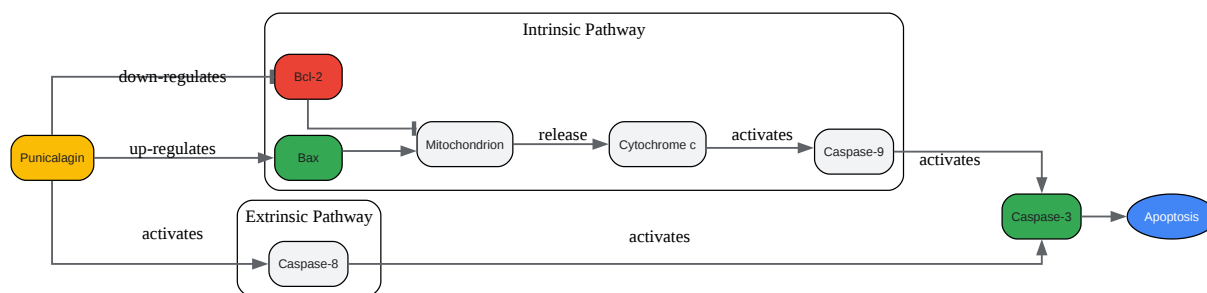 Intrinsic Pathway
down-regulates
Bcl-2
Punicalagin
up-regulates
Bax
Mitochondrion
release
Cytochrome c
activates
Caspase-9
activates
Extrinsic Pathway
activates
Caspase-8
activates
Caspase-3
Apoptosis